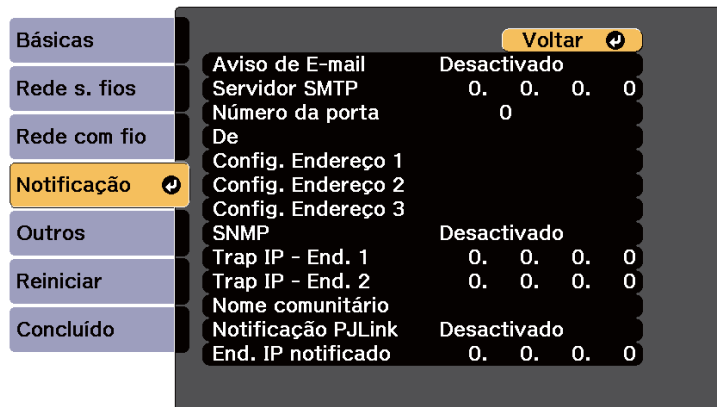 Básicas
Rede s. fios
Rede com fio
Notificação
Outros
Reiniciar
Concluído
Voltar
Aviso de E-mail Desactivado
Servidor SMTP 0. 0. 0. 0
Número da porta 0
De
Config. Endereço 1
Config. Endereço 2
Config. Endereço 3
SNMP Desactivado
Trap IP - End. 1 0. 0. 0. 0
Trap IP - End. 2 0. 0. 0. 0
Nome comunitário
Notificação PJLink Desactivado
End. IP notificado 0. 0. 0. 0